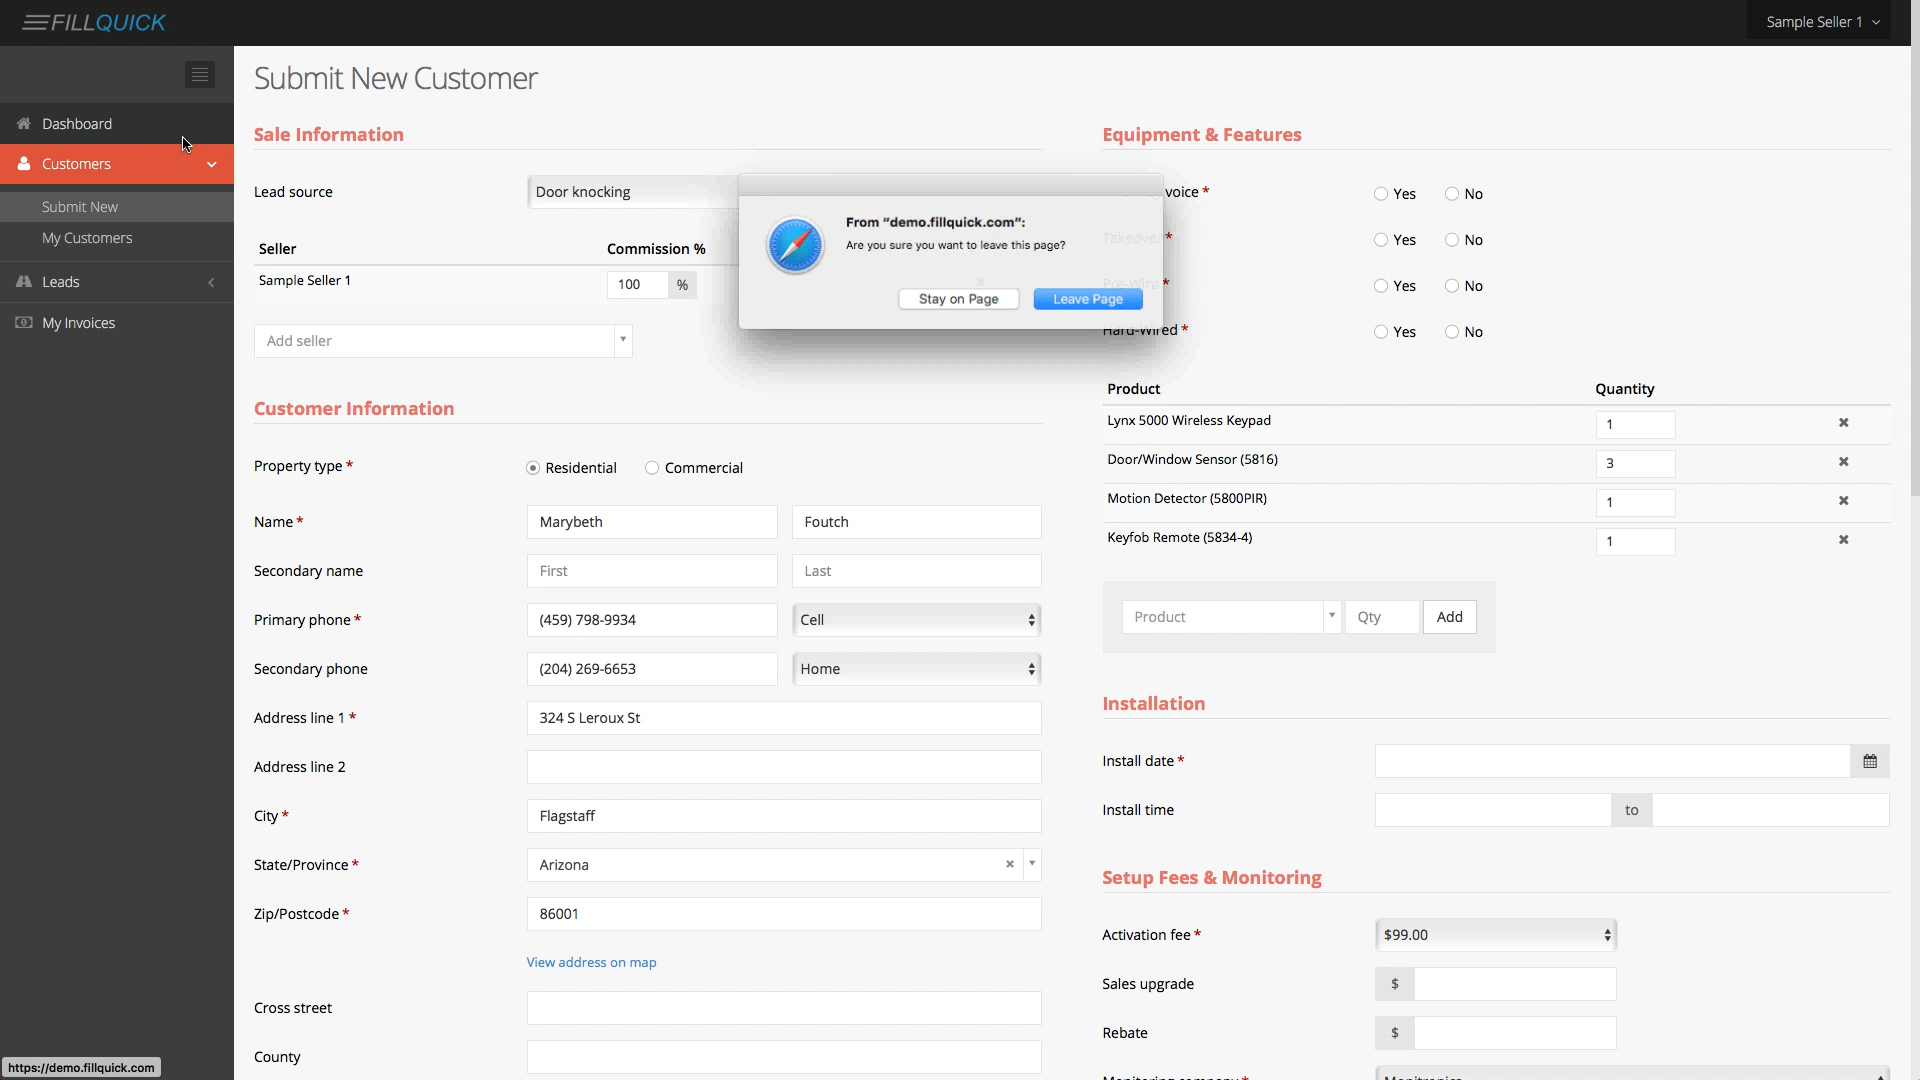 FILLQUICK
Sample Seller 1
Submit New Customer
Dashboard
Customers
Submit New
My Customers
Leads
My Invoices
Sale Information
Lead source
Door knocking
Seller
Commission %
Sample Seller 1
100 %
Add seller
From “demo.fillquick.com”:
Are you sure you want to leave this page?
Stay on Page
Leave Page
Customer Information
Property type *
Residential
Commercial
Name *
Marybeth
Foutch
Secondary name
First
Last
Primary phone *
(459) 798-9934
Cell
Secondary phone
(204) 269-6653
Home
Address line 1 *
324 S Leroux St
Address line 2
City *
Flagstaff
State/Province *
Arizona
Zip/Postcode *
86001
View address on map
Cross street
County
Equipment & Features
voice *
Yes
No
Takeover *
Yes
No
Pre-Wire *
Yes
No
Hard-Wired *
Yes
No
Product
Quantity
Lynx 5000 Wireless Keypad
1
Door/Window Sensor (5816)
3
Motion Detector (5800PIR)
1
Keyfob Remote (5834-4)
1
Product
Qty
Add
Installation
Install date *
Install time
to
Setup Fees & Monitoring
Activation fee *
$99.00
Sales upgrade
$
Rebate
$
Monitoring company *
Monitronics
https://demo.fillquick.com